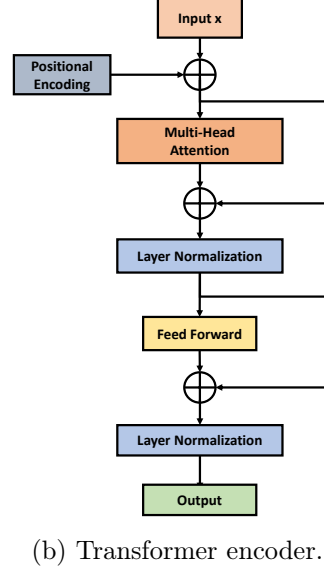 Input x
Positional
Encoding
Multi-Head
Attention
Layer Normalization
Feed Forward
Layer Normalization
Output
(b) Transformer encoder.